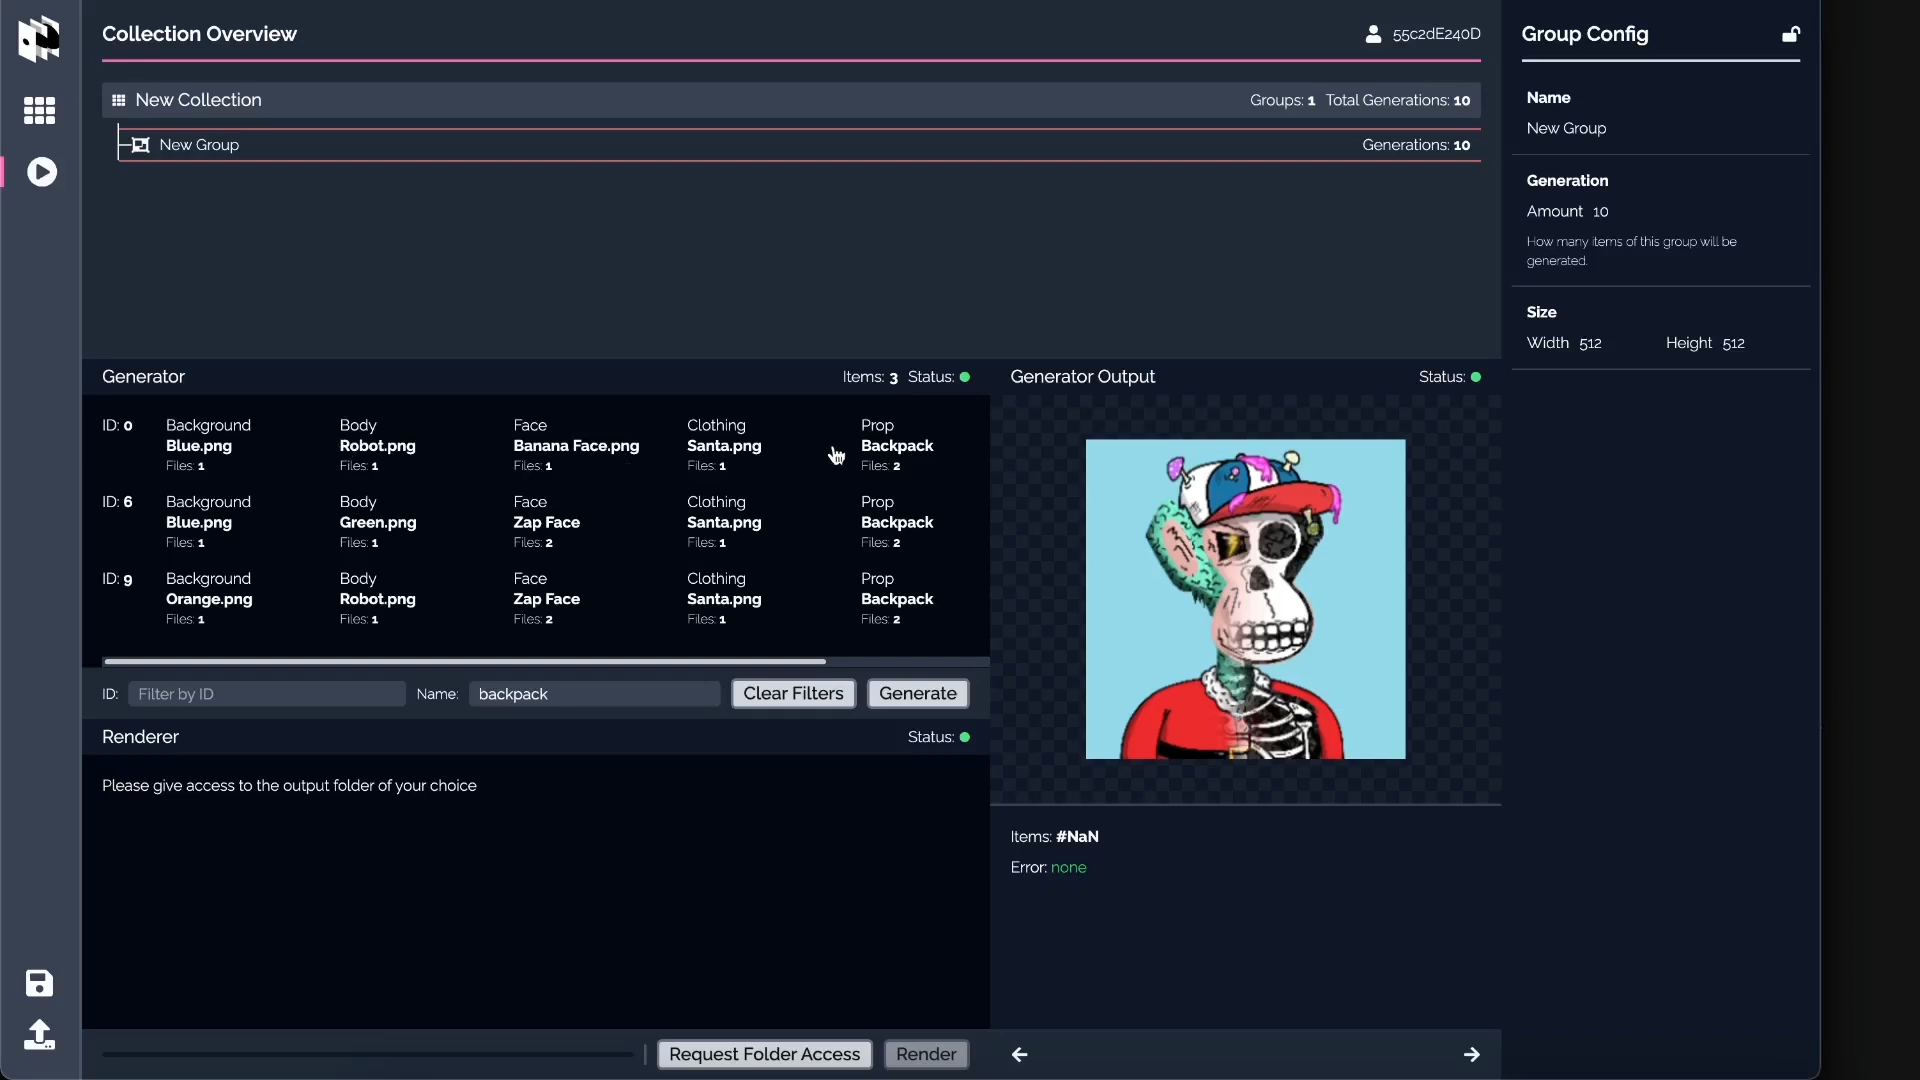 Collection Overview
55c2dE240D
New Collection
Groups: 1 Total Generations: 10
New Group
Generations: 10
Generator
Items: 3 Status:
ID: 0 Background Body Face Clothing Prop
Blue.png Robot.png Banana Face.png Santa.png Backpack
Files: 1 Files: 1 Files: 1 Files: 1 Files: 2
ID: 6 Background Body Face Clothing Prop
Blue.png Green.png Zap Face Santa.png Backpack
Files: 1 Files: 1 Files: 2 Files: 1 Files: 2
ID: 9 Background Body Face Clothing Prop
Orange.png Robot.png Zap Face Santa.png Backpack
Files: 1 Files: 1 Files: 2 Files: 1 Files: 2
ID: Filter by ID Name: backpack Clear Filters Generate
Renderer
Status:
Please give access to the output folder of your choice
Request Folder Access Render
Generator Output
Status:
Items: #NaN
Error: none
Group Config
Name
New Group
Generation
Amount 10
How many items of this group will be
generated.
Size
Width 512 Height 512